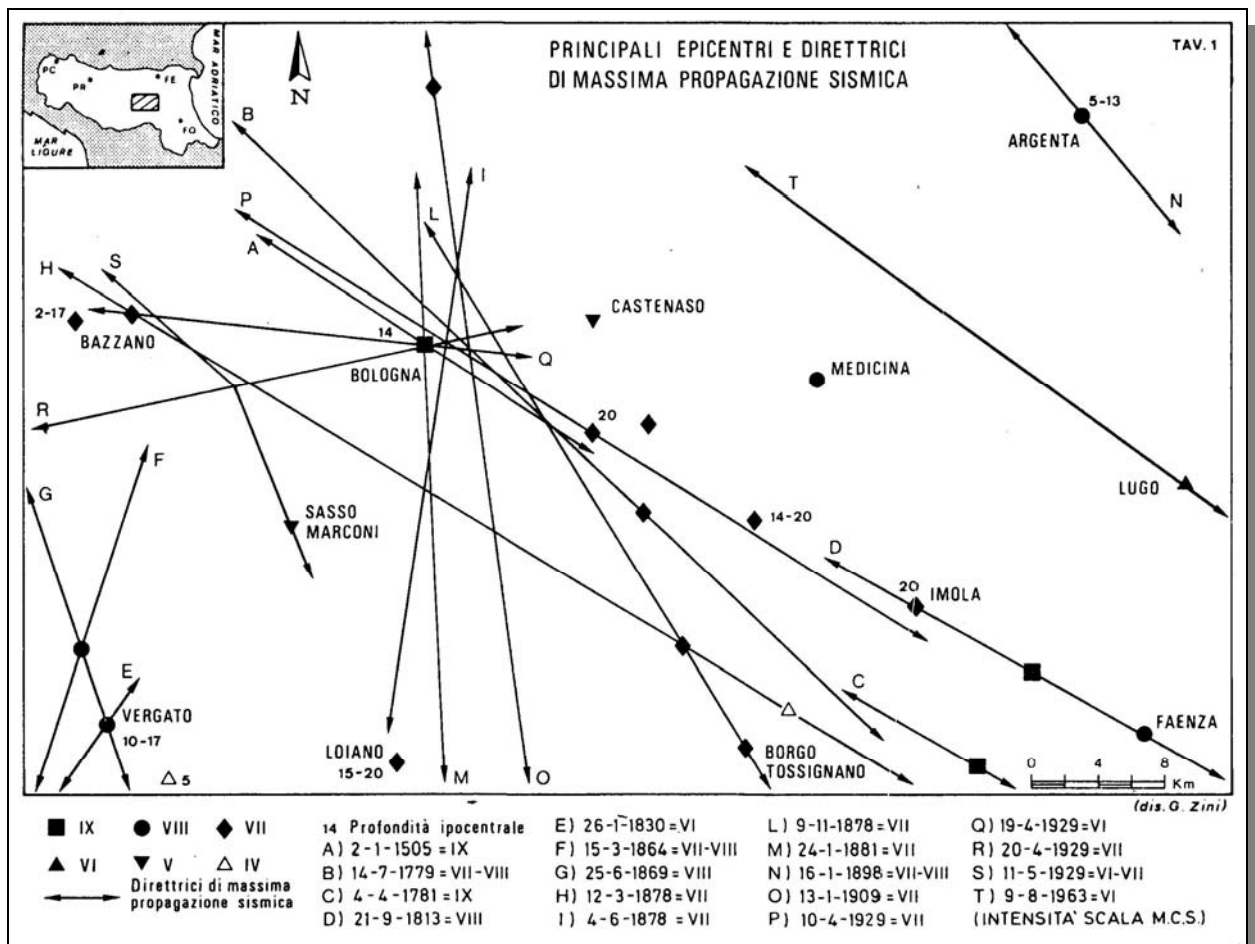 PRINCIPALI EPICENTRI E DIRETTRICI
DI MASSIMA PROPAGAZIONE SISMICA
TAV. 1
MAR ADRIATICO
PC
PR
FE
FO
MAR
LIGURE
N
B
P
A
L
I
T
5-13
ARGENTA
N
H
S
2-17
BAZZANO
14
BOLOGNA
Q
CASTENASO
MEDICINA
R
20
G
F
SASSO
MARCONI
14-20
LUGO
D
20
IMOLA
E
VERGATO
10-17
5
LOIANO
15-20
M
O
BORGO
TOSSIGNANO
C
FAENZA
0 4 8
Km
(dis. G. Zini)
IX VIII VII
VI V IV
Direttrici di massima
propagazione sismica
14 Profondità ipocentrale
A) 2-1-1505 = IX
B) 14-7-1779 = VII-VIII
C) 4-4-1781 = IX
D) 21-9-1813 = VIII
E) 26-1-1830 = VI
F) 15-3-1864 = VII-VIII
G) 25-6-1869 = VIII
H) 12-3-1878 = VII
I) 4-6-1878 = VII
L) 9-11-1878 = VII
M) 24-1-1881 = VII
N) 16-1-1898 = VII-VIII
O) 13-1-1909 = VII
P) 10-4-1929 = VII
Q) 19-4-1929 = VI
R) 20-4-1929 = VII
S) 11-5-1929 = VI-VII
T) 9-8-1963 = VI
(INTENSITA' SCALA M.C.S.)